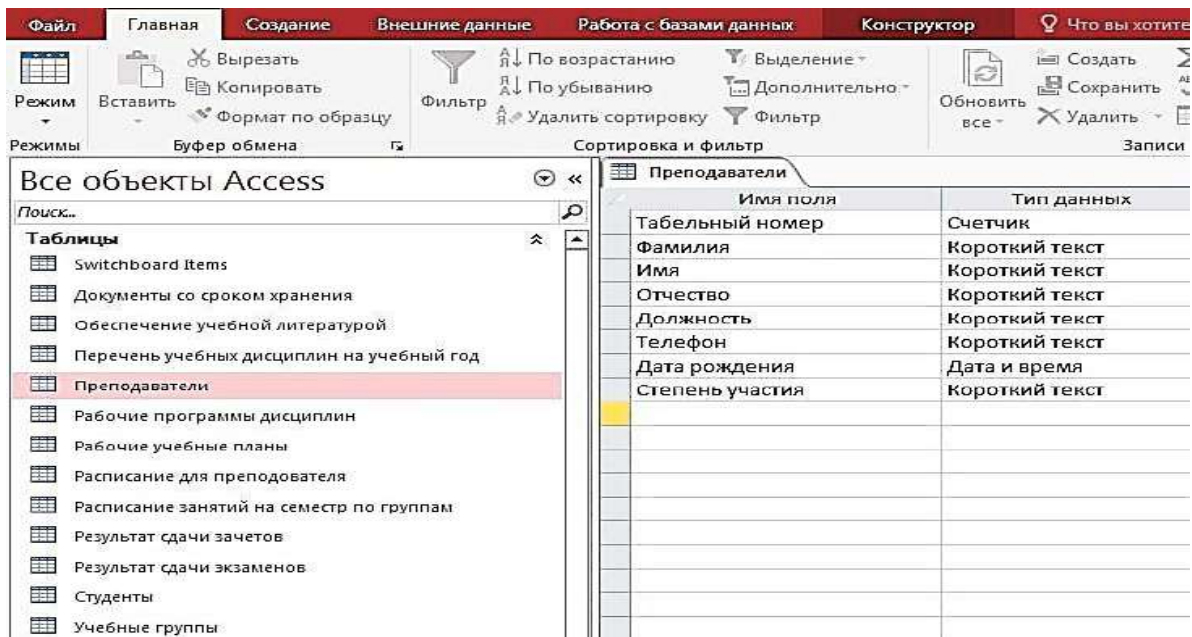 Файл Главная Создание Внешние данные Работа с базами данных Конструктор Что вы хотите
Режим
Вставить
Вырезать
Копировать
Формат по образцу
Фильтр
По возрастанию
По убыванию
Удалить сортировку
Выделение
Дополнительно
Фильтр
Обновить
все
Создать
Сохранить
Удалить
Режимы Буфер обмена Сортировка и фильтр Записи
Все объекты Access
Поиск...
Таблицы
Switchboard Items
Документы со сроком хранения
Обеспечение учебной литературой
Перечень учебных дисциплин на учебный год
Преподаватели
Рабочие программы дисциплин
Рабочие учебные планы
Расписание для преподователя
Расписание занятий на семестр по группам
Результат сдачи зачетов
Результат сдачи экзаменов
Студенты
Учебные группы
Преподаватели
Имя поля Тип данных
Табельный номер Счетчик
Фамилия Короткий текст
Имя Короткий текст
Отчество Короткий текст
Должность Короткий текст
Телефон Короткий текст
Дата рождения Дата и время
Степень участия Короткий текст